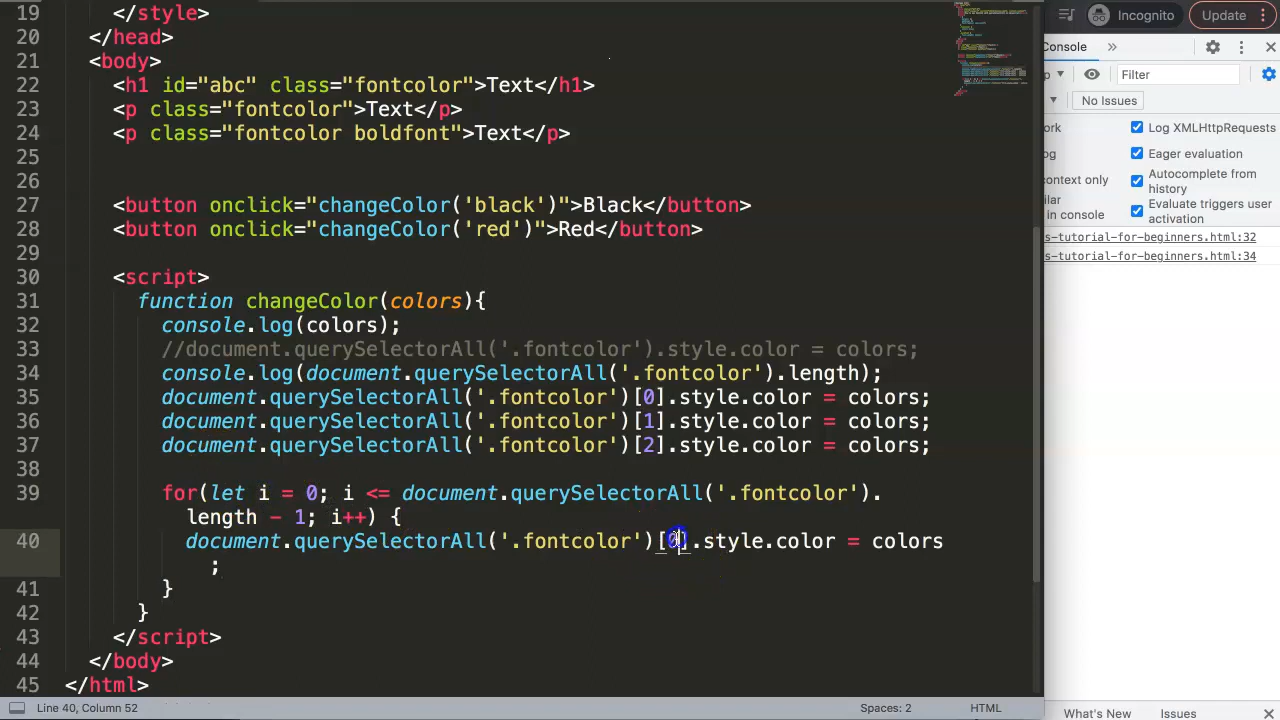 19 </style>
20 </head>
21 <body>
22 <h1 id="abc" class="fontcolor">Text</h1>
23 <p class="fontcolor">Text</p>
24 <p class="fontcolor boldfont">Text</p>
25
26
27 <button onclick="changeColor('black')">Black</button>
28 <button onclick="changeColor('red')">Red</button>
29
30 <script>
31 function changeColor(colors){
32 console.log(colors);
33 //document.querySelectorAll('.fontcolor').style.color = colors;
34 console.log(document.querySelectorAll('.fontcolor').length);
35 document.querySelectorAll('.fontcolor')[0].style.color = colors;
36 document.querySelectorAll('.fontcolor')[1].style.color = colors;
37 document.querySelectorAll('.fontcolor')[2].style.color = colors;
38
39 for(let i = 0; i <= document.querySelectorAll('.fontcolor').
length - 1; i++) {
40 document.querySelectorAll('.fontcolor')[0].style.color = colors
;
41 }
42 }
43 </script>
44 </body>
45 </html>
Line 40, Column 52
Spaces: 2
HTML
Incognito
Update
Console
Filter
No Issues
ork
Log XMLHttpRequests
og
Eager evaluation
context only
Autocomplete from
history
ilar
s in console
Evaluate triggers user
activation
s-tutorial-for-beginners.html:32
s-tutorial-for-beginners.html:34
What's New
Issues